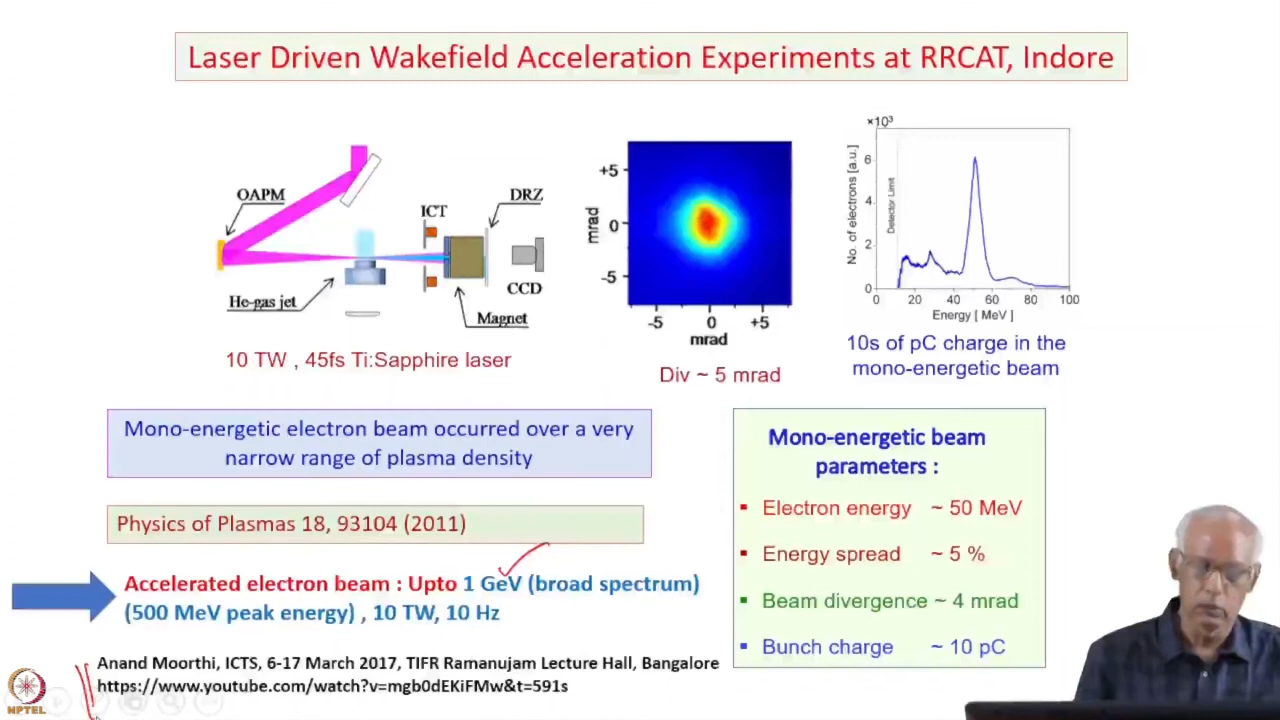 Laser Driven Wakefield Acceleration Experiments at RRCAT, Indore
OAPM
ICT
DRZ
CCD
He-gas jet
Magnet
10 TW , 45fs Ti:Sapphire laser
mrad
+5
0
-5
-5 0 +5
mrad
Div ~ 5 mrad
×10³
No. of electrons [a.u.]
6
4
2
0
Detector Limit
0 20 40 60 80 100
Energy [ MeV ]
10s of pC charge in the
mono-energetic beam
Mono-energetic electron beam occurred over a very
narrow range of plasma density
Physics of Plasmas 18, 93104 (2011)
Accelerated electron beam : Upto 1 GeV (broad spectrum)
(500 MeV peak energy) , 10 TW, 10 Hz
Mono-energetic beam
parameters :
▪ Electron energy ~ 50 MeV
▪ Energy spread ~ 5 %
▪ Beam divergence ~ 4 mrad
▪ Bunch charge ~ 10 pC
Anand Moorthi, ICTS, 6-17 March 2017, TIFR Ramanujam Lecture Hall, Bangalore
https://www.youtube.com/watch?v=mgb0dEKiFMw&t=591s
NPTEL